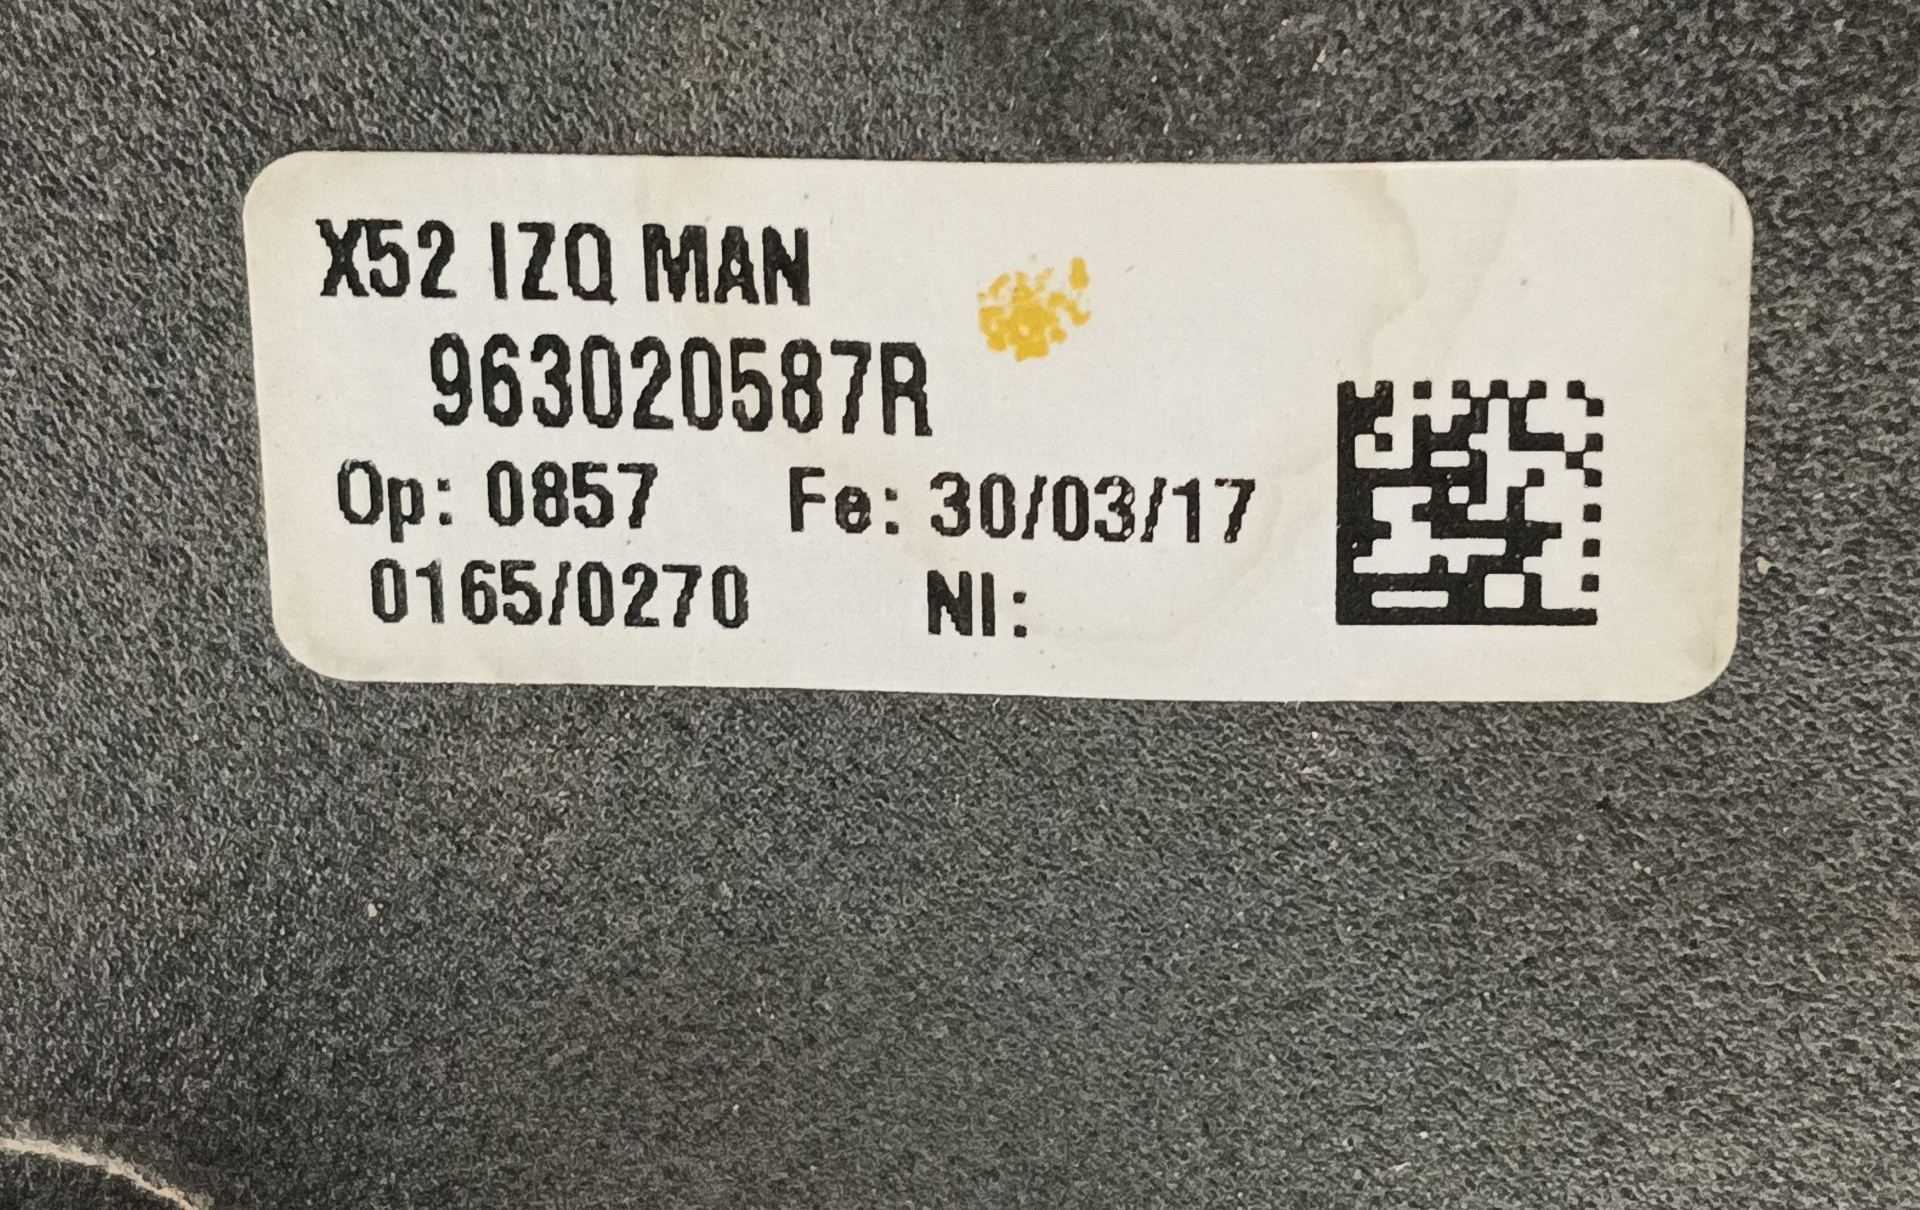 X52 IZQ MAN
963020587R
Op: 0857 Fe: 30/03/17
0165/0270 NI: